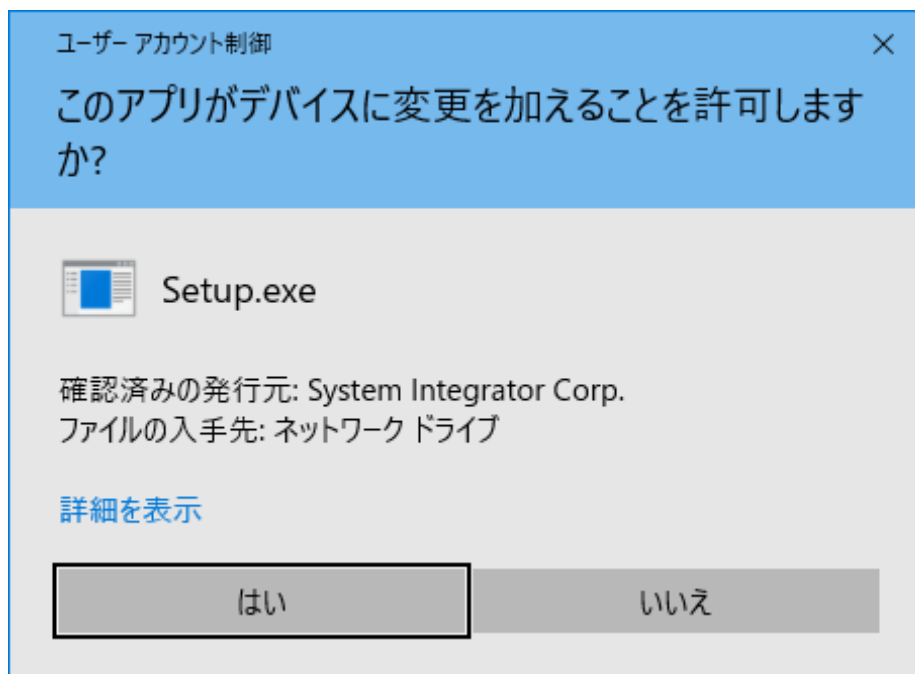 ユーザー アカウント制御
このアプリがデバイスに変更を加えることを許可します
か?
Setup.exe
確認済みの発行元: System Integrator Corp.
ファイルの入手先: ネットワーク ドライブ
詳細を表示
はい
いいえ